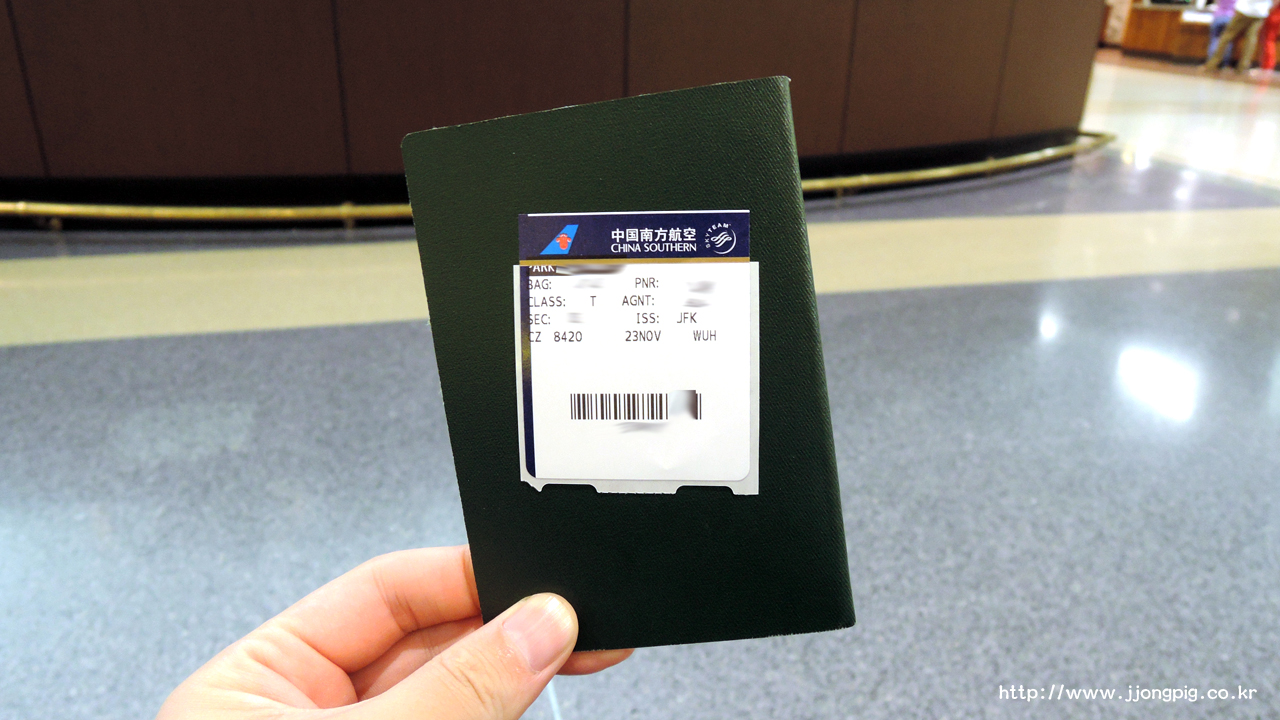 中国南方航空
CHINA SOUTHERN
SKYTEAM
PARK
BAG: PNR:
CLASS: T AGNT:
SEC: ISS: JFK
CZ 8420 23NOV WUH
http://www.jjongpig.co.kr